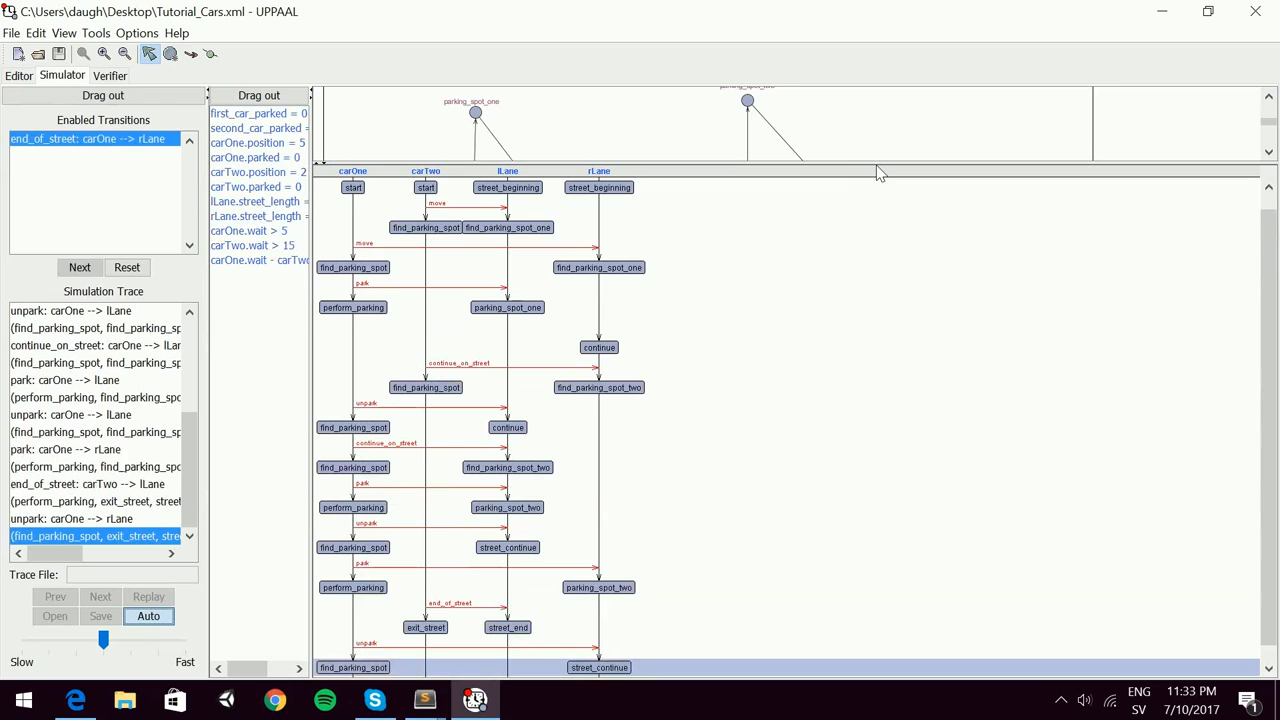 C:\Users\daugh\Desktop\Tutorial_Cars.xml - UPPAAL
File Edit View Tools Options Help
Editor Simulator Verifier
Drag out
Enabled Transitions
end_of_street: carOne --> rLane
Next Reset
Simulation Trace
unpark: carOne --> lLane
(find_parking_spot, find_parking_sp
continue_on_street: carOne --> lLar
(find_parking_spot, find_parking_sp
park: carOne --> lLane
(perform_parking, find_parking_spo
unpark: carOne --> lLane
(find_parking_spot, find_parking_sp
park: carOne --> rLane
(perform_parking, find_parking_spo
end_of_street: carTwo --> lLane
(perform_parking, exit_street, street
unpark: carOne --> rLane
(find_parking_spot, exit_street, stre
Trace File:
Prev Next Replay
Open Save Auto
Slow Fast
Drag out
first_car_parked = 0
second_car_parked =
carOne.position = 5
carOne.parked = 0
carTwo.position = 2
carTwo.parked = 0
lLane.street_length =
rLane.street_length =
carOne.wait > 5
carTwo.wait > 15
carOne.wait - carTwo
parking_spot_one
carOne carTwo lLane rLane
start start street_beginning street_beginning
move
find_parking_spot find_parking_spot_one
move
find_parking_spot find_parking_spot_one
park
perform_parking parking_spot_one
continue
continue_on_street
find_parking_spot find_parking_spot_two
unpark
find_parking_spot continue
continue_on_street
find_parking_spot find_parking_spot_two
park
perform_parking parking_spot_two
unpark
find_parking_spot street_continue
park
perform_parking parking_spot_two
end_of_street
exit_street street_end
unpark
find_parking_spot street_continue
ENG
SV
11:33 PM
7/10/2017
1